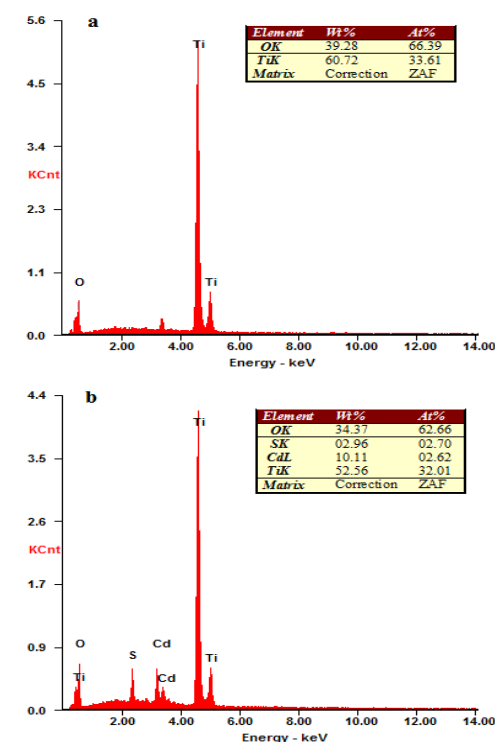 5.6
a
Ti
Element Wt% At%
OK 39.28 66.39
TiK 60.72 33.61
Matrix Correction ZAF
4.5
3.4
KCnt
2.3
1.1
O
Ti
0.0
2.00 4.00 6.00 8.00 10.00 12.00 14.00
Energy - keV
4.4
b
Ti
Element Wt% At%
OK 34.37 62.66
SK 02.96 02.70
CdL 10.11 02.62
TiK 52.56 32.01
Matrix Correction ZAF
3.5
2.6
KCnt
1.7
0.9
O
Cd
S
Ti
Ti
Cd
0.0
2.00 4.00 6.00 8.00 10.00 12.00 14.00
Energy - keV